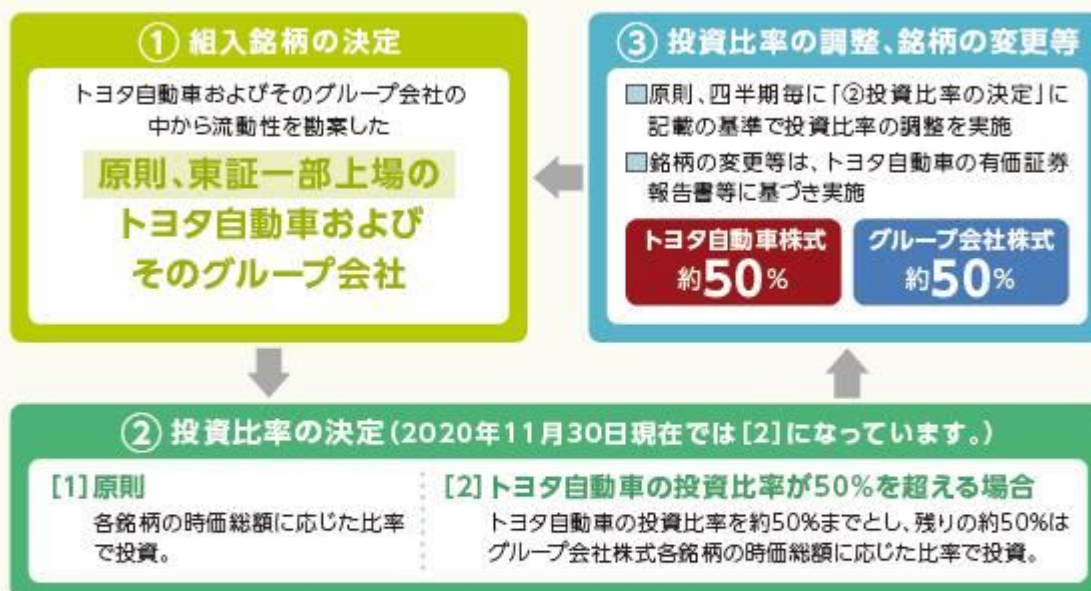 ①組入銘柄の決定
トヨタ自動車およびそのグループ会社の
中から流動性を勘案した
原則、東証一部上場の
トヨタ自動車および
そのグループ会社
②投資比率の決定(2020年11月30日現在では[2]になっています。)
[1]原則
各銘柄の時価総額に応じた比率
で投資。
[2]トヨタ自動車の投資比率が50%を超える場合
トヨタ自動車の投資比率を約50%までとし、残りの約50%は
グループ会社株式各銘柄の時価総額に応じた比率で投資。
③投資比率の調整、銘柄の変更等
■原則、四半期毎に「②投資比率の決定」に
記載の基準で投資比率の調整を実施
■銘柄の変更等は、トヨタ自動車の有価証券
報告書等に基づき実施
トヨタ自動車株式
約50%
グループ会社株式
約50%